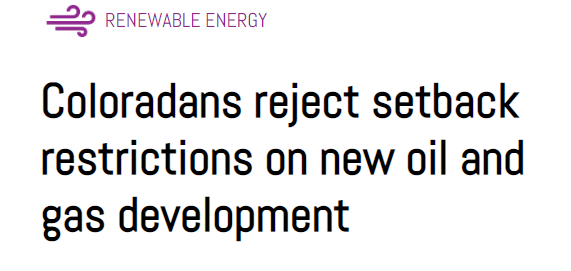 RENEWABLE ENERGY
Coloradans reject setback
restrictions on new oil and
gas development